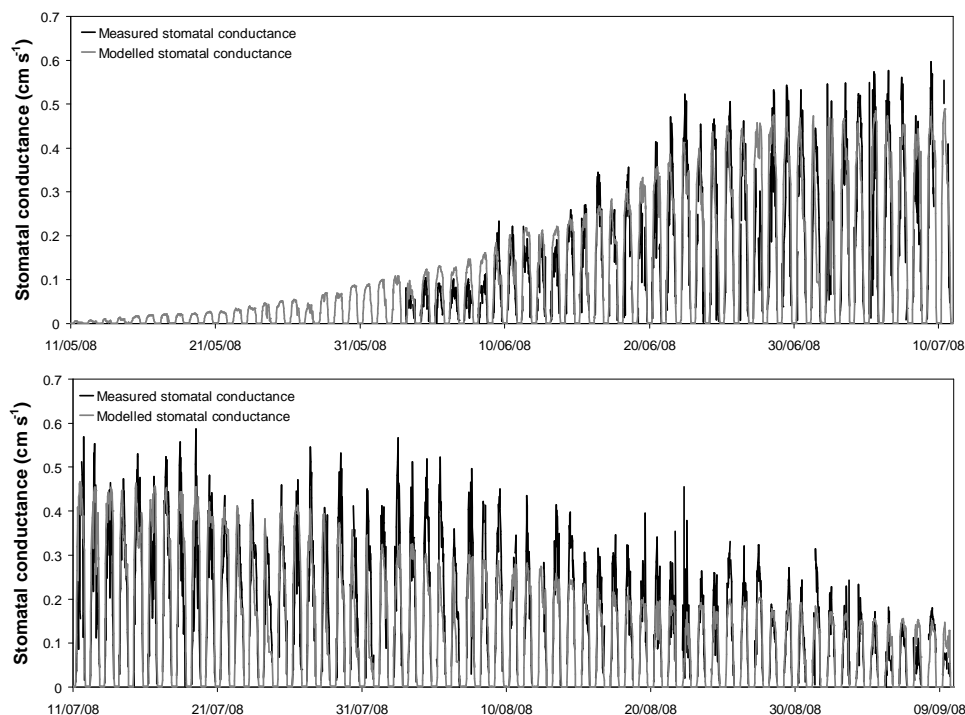 0.7
Measured stomatal conductance
0.6
Modelled stomatal conductance
0.5
0.4
0.3
0.2
0.1
0
Stomatal conductance (cm s⁻¹)
11/05/08 21/05/08 31/05/08 10/06/08 20/06/08 30/06/08 10/07/08
0.7
Measured stomatal conductance
0.6
Modelled stomatal conductance
0.5
0.4
0.3
0.2
0.1
0
Stomatal conductance (cm s⁻¹)
11/07/08 21/07/08 31/07/08 10/08/08 20/08/08 30/08/08 09/09/08